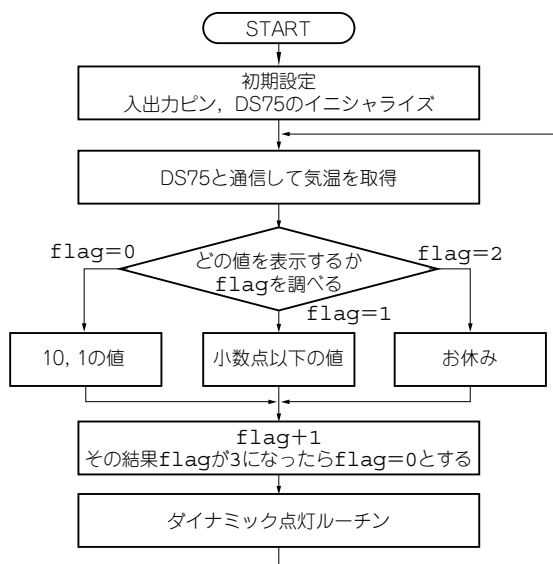 START
初期設定
入出力ピン，DS75のイニシャライズ
DS75と通信して気温を取得
flag=0
どの値を表示するか
flagを調べる
flag=2
flag=1
10, 1の値
小数点以下の値
お休み
flag+1
その結果flagが3になったらflag=0とする
ダイナミック点灯ルーチン